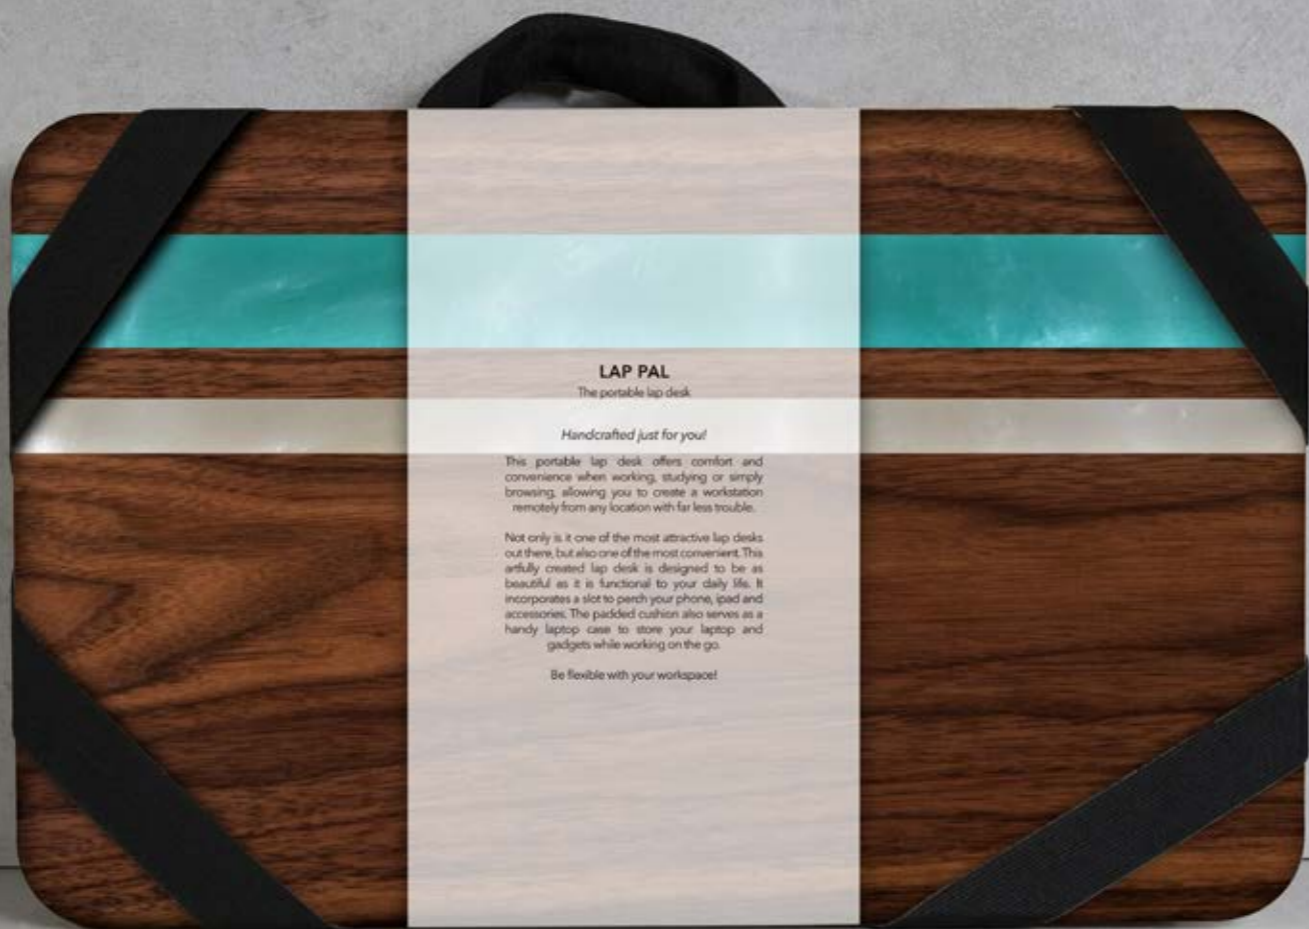 LAP PAL
The portable lap desk
Handcrafted just for you!
This portable lap desk offers comfort and
convenience when working, studying or simply
browsing, allowing you to create a workstation
remotely from any location with far less trouble.
Not only is it one of the most attractive lap desks
out there, but also one of the most convenient. This
artfully created lap desk is designed to be as
beautiful as it is functional to your daily life. It
incorporates a slot to perch your phone, ipad and
accessories. The padded cushion also serves as a
handy laptop case to store your laptop and
gadgets while working on the go.
Be flexible with your workspace!